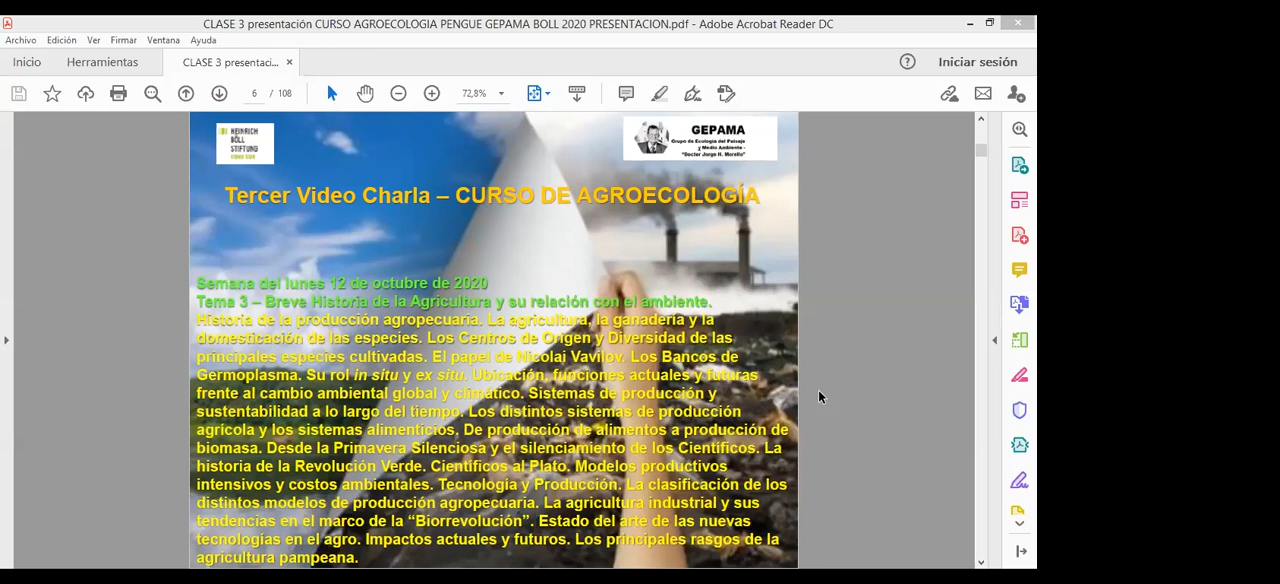 CLASE 3 presentación CURSO AGROECOLOGIA PENGUE GEPAMA BOLL 2020 PRESENTACION.pdf - Adobe Acrobat Reader DC
Archivo Edición Ver Firmar Ventana Ayuda
Inicio Herramientas CLASE 3 presentaci... × Iniciar sesión
6 / 108 72,8%
HEINRICH
BÖLL
STIFTUNG
GEPAMA
Grupo de Ecología del Paisaje
y Medio Ambiente -
"Doctor Jorge H. Morello"
Tercer Video Charla – CURSO DE AGROECOLOGÍA
Semana del lunes 12 de octubre de 2020
Tema 3 – Breve Historia de la Agricultura y su relación con el ambiente.
Historia de la producción agropecuaria. La agricultura, la ganadería y la
domesticación de las especies. Los Centros de Origen y Diversidad de las
principales especies cultivadas. El papel de Nicolai Vavilov. Los Bancos de
Germoplasma. Su rol in situ y ex situ. Ubicación, funciones actuales y futuras
frente al cambio ambiental global y climático. Sistemas de producción y
sustentabilidad a lo largo del tiempo. Los distintos sistemas de producción
agrícola y los sistemas alimenticios. De producción de alimentos a producción de
biomasa. Desde la Primavera Silenciosa y el silenciamiento de los Científicos. La
historia de la Revolución Verde. Científicos al Plato. Modelos productivos
intensivos y costos ambientales. Tecnología y Producción. La clasificación de los
distintos modelos de producción agropecuaria. La agricultura industrial y sus
tendencias en el marco de la “Biorrevolución”. Estado del arte de las nuevas
tecnologías en el agro. Impactos actuales y futuros. Los principales rasgos de la
agricultura pampeana.